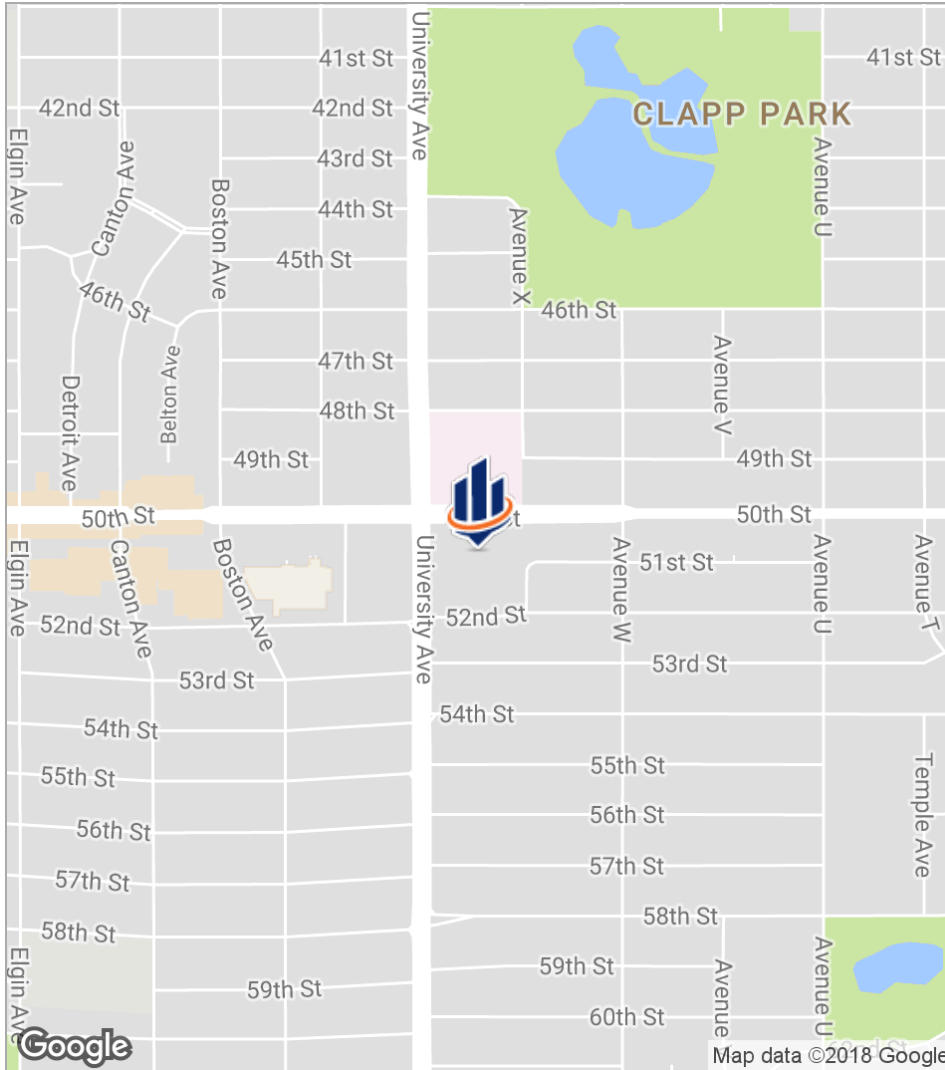 41st St
41st St
42nd St
42nd St
University Ave
CLAPP PARK
Elgin Ave
Canton Ave
43rd St
Avenue U
Boston Ave
44th St
Avenue X
45th St
46th St
46th St
47th St
Avenue V
Belton Ave
Detroit Ave
48th St
49th St
49th St
50th St
St
50th St
Elgin Ave
Canton Ave
Boston Ave
University Ave
51st St
Avenue W
Avenue U
Avenue T
52nd St
52nd St
53rd St
53rd St
54th St
54th St
55th St
55th St
Temple Ave
56th St
56th St
57th St
57th St
58th St
58th St
Elgin Ave
59th St
59th St
Avenue
Avenue U
60th St
Google
Map data ©2018 Google